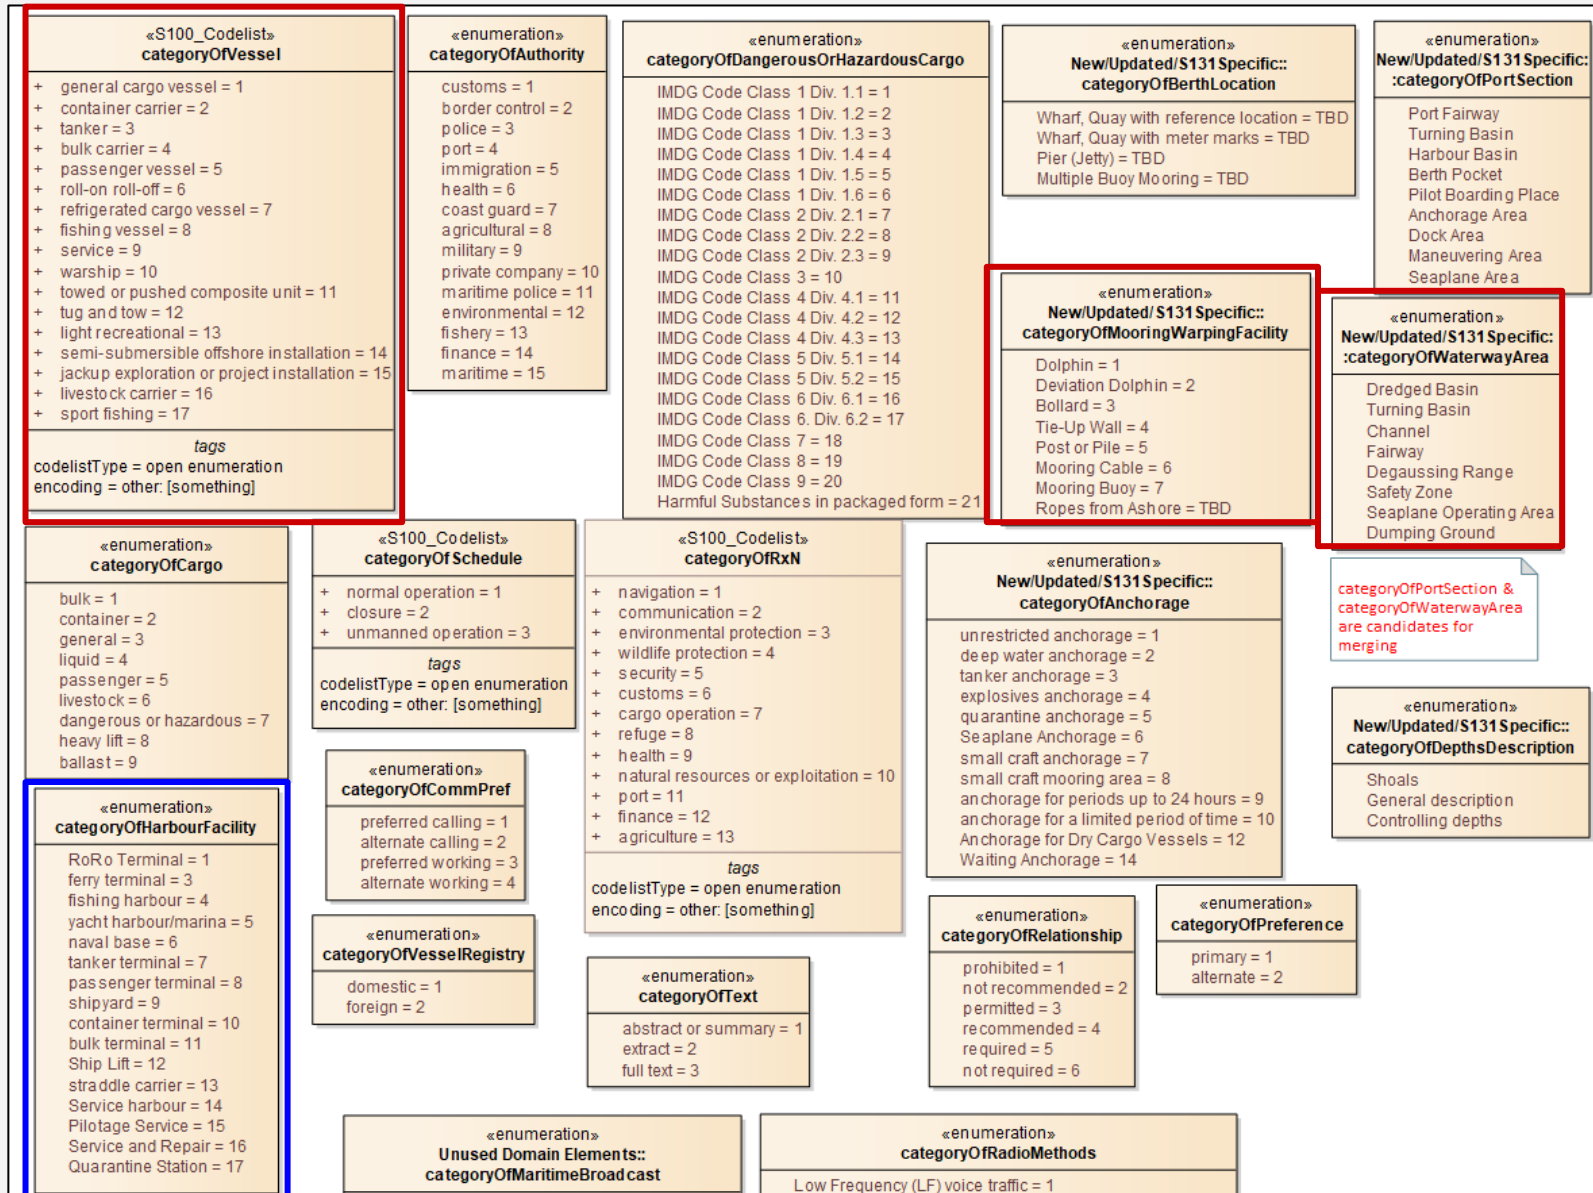 «S100_Codelist»
categoryOfVessel
+ general cargo vessel = 1
+ container carrier = 2
+ tanker = 3
+ bulk carrier = 4
+ passenger vessel = 5
+ roll-on roll-off = 6
+ refrigerated cargo vessel = 7
+ fishing vessel = 8
+ service = 9
+ warship = 10
+ towed or pushed composite unit = 11
+ tug and tow = 12
+ light recreational = 13
+ semi-submersible offshore installation = 14
+ jackup exploration or project installation = 15
+ livestock carrier = 16
+ sport fishing = 17
tags
codelistType = open enumeration
encoding = other: [something]
«enumeration»
categoryOfAuthority
customs = 1
border control = 2
police = 3
port = 4
immigration = 5
health = 6
coast guard = 7
agricultural = 8
military = 9
private company = 10
maritime police = 11
environmental = 12
fishery = 13
finance = 14
maritime = 15
«enumeration»
categoryOfDangerousOrHazardousCargo
IMDG Code Class 1 Div. 1.1 = 1
IMDG Code Class 1 Div. 1.2 = 2
IMDG Code Class 1 Div. 1.3 = 3
IMDG Code Class 1 Div. 1.4 = 4
IMDG Code Class 1 Div. 1.5 = 5
IMDG Code Class 1 Div. 1.6 = 6
IMDG Code Class 2 Div. 2.1 = 7
IMDG Code Class 2 Div. 2.2 = 8
IMDG Code Class 2 Div. 2.3 = 9
IMDG Code Class 3 = 10
IMDG Code Class 4 Div. 4.1 = 11
IMDG Code Class 4 Div. 4.2 = 12
IMDG Code Class 4 Div. 4.3 = 13
IMDG Code Class 5 Div. 5.1 = 14
IMDG Code Class 5 Div. 5.2 = 15
IMDG Code Class 6 Div. 6.1 = 16
IMDG Code Class 6. Div. 6.2 = 17
IMDG Code Class 7 = 18
IMDG Code Class 8 = 19
IMDG Code Class 9 = 20
Harmful Substances in packaged form = 21
«enumeration»
New/Updated/S131Specific::
categoryOfBerthLocation
Wharf, Quay with reference location = TBD
Wharf, Quay with meter marks = TBD
Pier (Jetty) = TBD
Multiple Buoy Mooring = TBD
«enumeration»
New/Updated/S131Specific:
:categoryOfPortSection
Port Fairway
Turning Basin
Harbour Basin
Berth Pocket
Pilot Boarding Place
Anchorage Area
Dock Area
Maneuvering Area
Seaplane Area
«enumeration»
New/Updated/S131Specific::
categoryOfMooringWarpingFacility
Dolphin = 1
Deviation Dolphin = 2
Bollard = 3
Tie-Up Wall = 4
Post or Pile = 5
Mooring Cable = 6
Mooring Buoy = 7
Ropes from Ashore = TBD
«enumeration»
New/Updated/S131Specific:
:categoryOfWaterwayArea
Dredged Basin
Turning Basin
Channel
Fairway
Degaussing Range
Safety Zone
Seaplane Operating Area
Dumping Ground
«enumeration»
categoryOfCargo
bulk = 1
container = 2
general = 3
liquid = 4
passenger = 5
livestock = 6
dangerous or hazardous = 7
heavy lift = 8
ballast = 9
«S100_Codelist»
categoryOfSchedule
+ normal operation = 1
+ closure = 2
+ unmanned operation = 3
tags
codelistType = open enumeration
encoding = other: [something]
«S100_Codelist»
categoryOfRxN
+ navigation = 1
+ communication = 2
+ environmental protection = 3
+ wildlife protection = 4
+ security = 5
+ customs = 6
+ cargo operation = 7
+ refuge = 8
+ health = 9
+ natural resources or exploitation = 10
+ port = 11
+ finance = 12
+ agriculture = 13
tags
codelistType = open enumeration
encoding = other: [something]
«enumeration»
New/Updated/S131Specific::
categoryOfAnchorage
unrestricted anchorage = 1
deep water anchorage = 2
tanker anchorage = 3
explosives anchorage = 4
quarantine anchorage = 5
Seaplane Anchorage = 6
small craft anchorage = 7
small craft mooring area = 8
anchorage for periods up to 24 hours = 9
anchorage for a limited period of time = 10
Anchorage for Dry Cargo Vessels = 12
Waiting Anchorage = 14
categoryOfPortSection &
categoryOfWaterwayArea
are candidates for
merging
«enumeration»
New/Updated/S131Specific::
categoryOfDepthsDescription
Shoals
General description
Controlling depths
«enumeration»
categoryOfHarbourFacility
RoRo Terminal = 1
ferry terminal = 3
fishing harbour = 4
yacht harbour/marina = 5
naval base = 6
tanker terminal = 7
passenger terminal = 8
shipyard = 9
container terminal = 10
bulk terminal = 11
Ship Lift = 12
straddle carrier = 13
Service harbour = 14
Pilotage Service = 15
Service and Repair = 16
Quarantine Station = 17
«enumeration»
categoryOfCommPref
preferred calling = 1
alternate calling = 2
preferred working = 3
alternate working = 4
«enumeration»
categoryOfVesselRegistry
domestic = 1
foreign = 2
«enumeration»
categoryOfText
abstract or summary = 1
extract = 2
full text = 3
«enumeration»
categoryOfRelationship
prohibited = 1
not recommended = 2
permitted = 3
recommended = 4
required = 5
not required = 6
«enumeration»
categoryOfPreference
primary = 1
alternate = 2
«enumeration»
Unused Domain Elements::
categoryOfMaritimeBroadcast
«enumeration»
categoryOfRadioMethods
Low Frequency (LF) voice traffic = 1